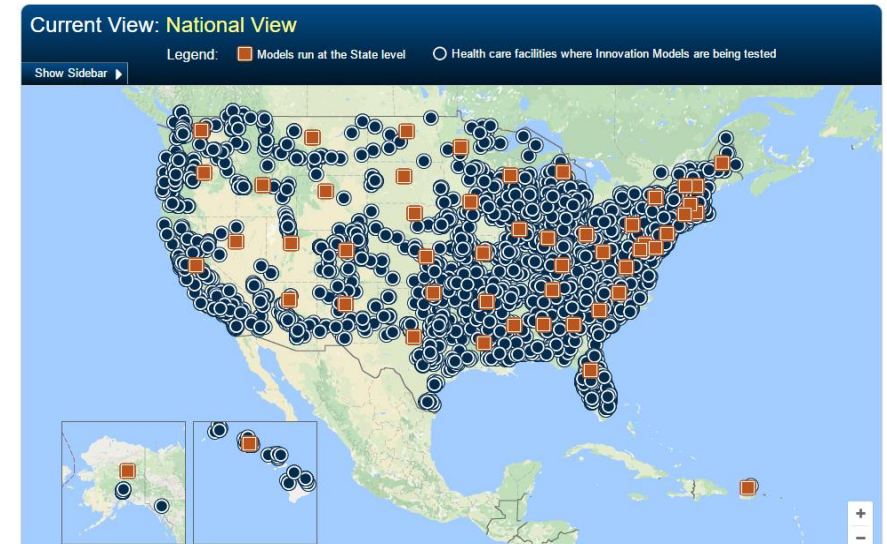 Current View: National View
Legend: Models run at the State level Health care facilities where Innovation Models are being tested
Show Sidebar
+
−